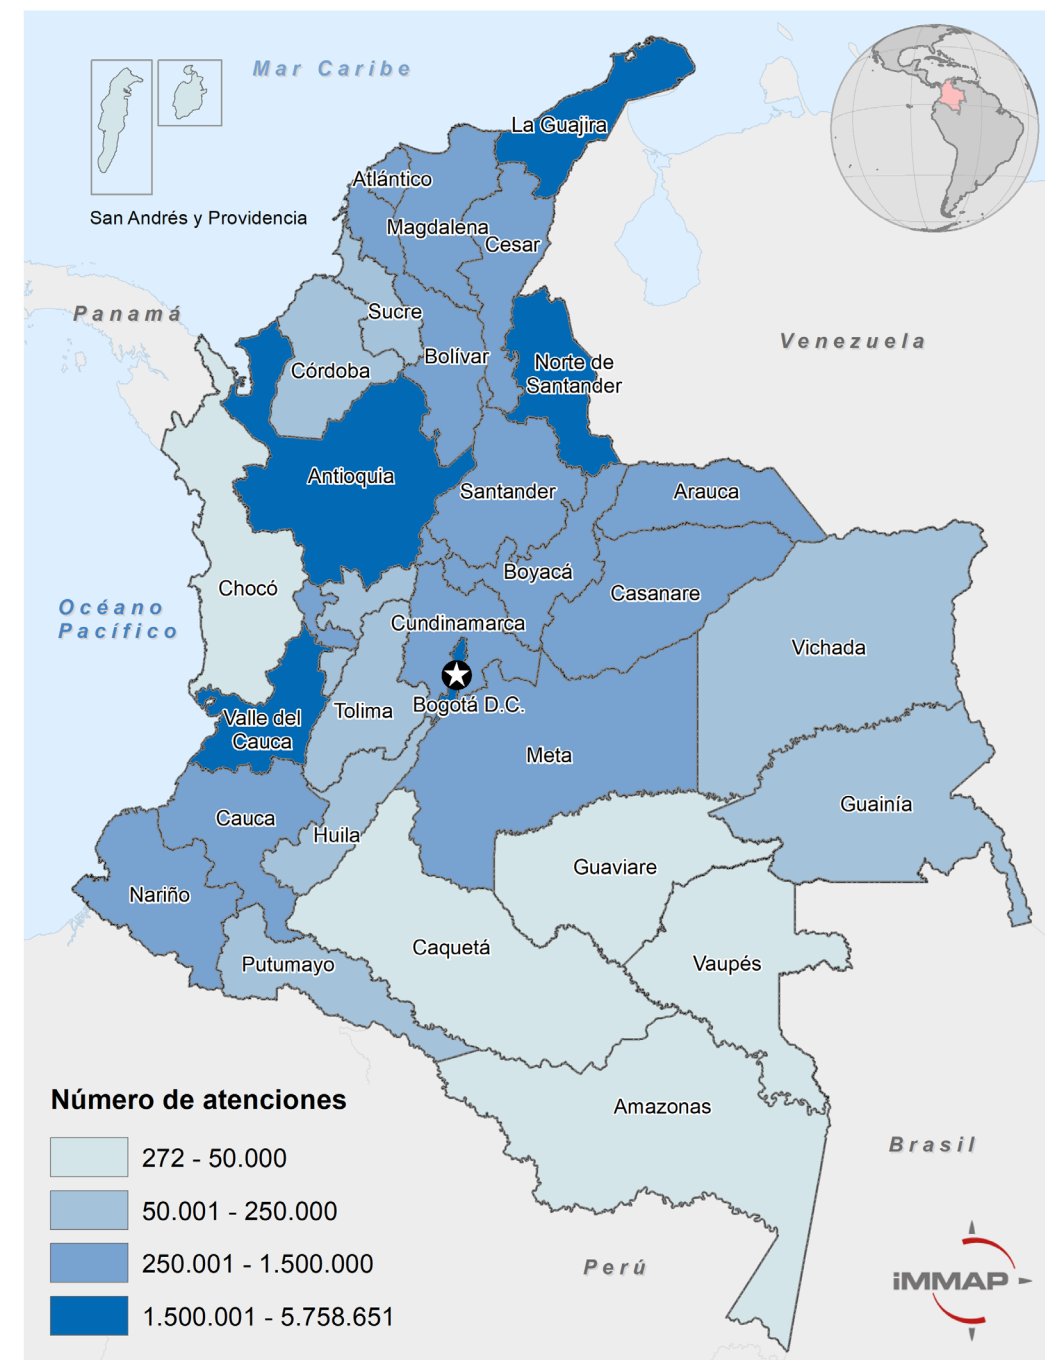 Mar Caribe
La Guajira
Atlántico
San Andrés y Providencia
Magdalena
Cesar
Panamá
Sucre
Venezuela
Bolívar
Córdoba
Norte de
Santander
Antioquia
Santander
Arauca
Boyacá
Chocó
Casanare
Océano
Pacífico
Cundinamarca
Vichada
Bogotá D.C.
Tolima
Valle del
Cauca
Meta
Guainía
Cauca
Huila
Guaviare
Nariño
Caquetá
Vaupés
Putumayo
Amazonas
Brasil
Perú
Número de atenciones
272 - 50.000
50.001 - 250.000
250.001 - 1.500.000
1.500.001 - 5.758.651
iMMAP